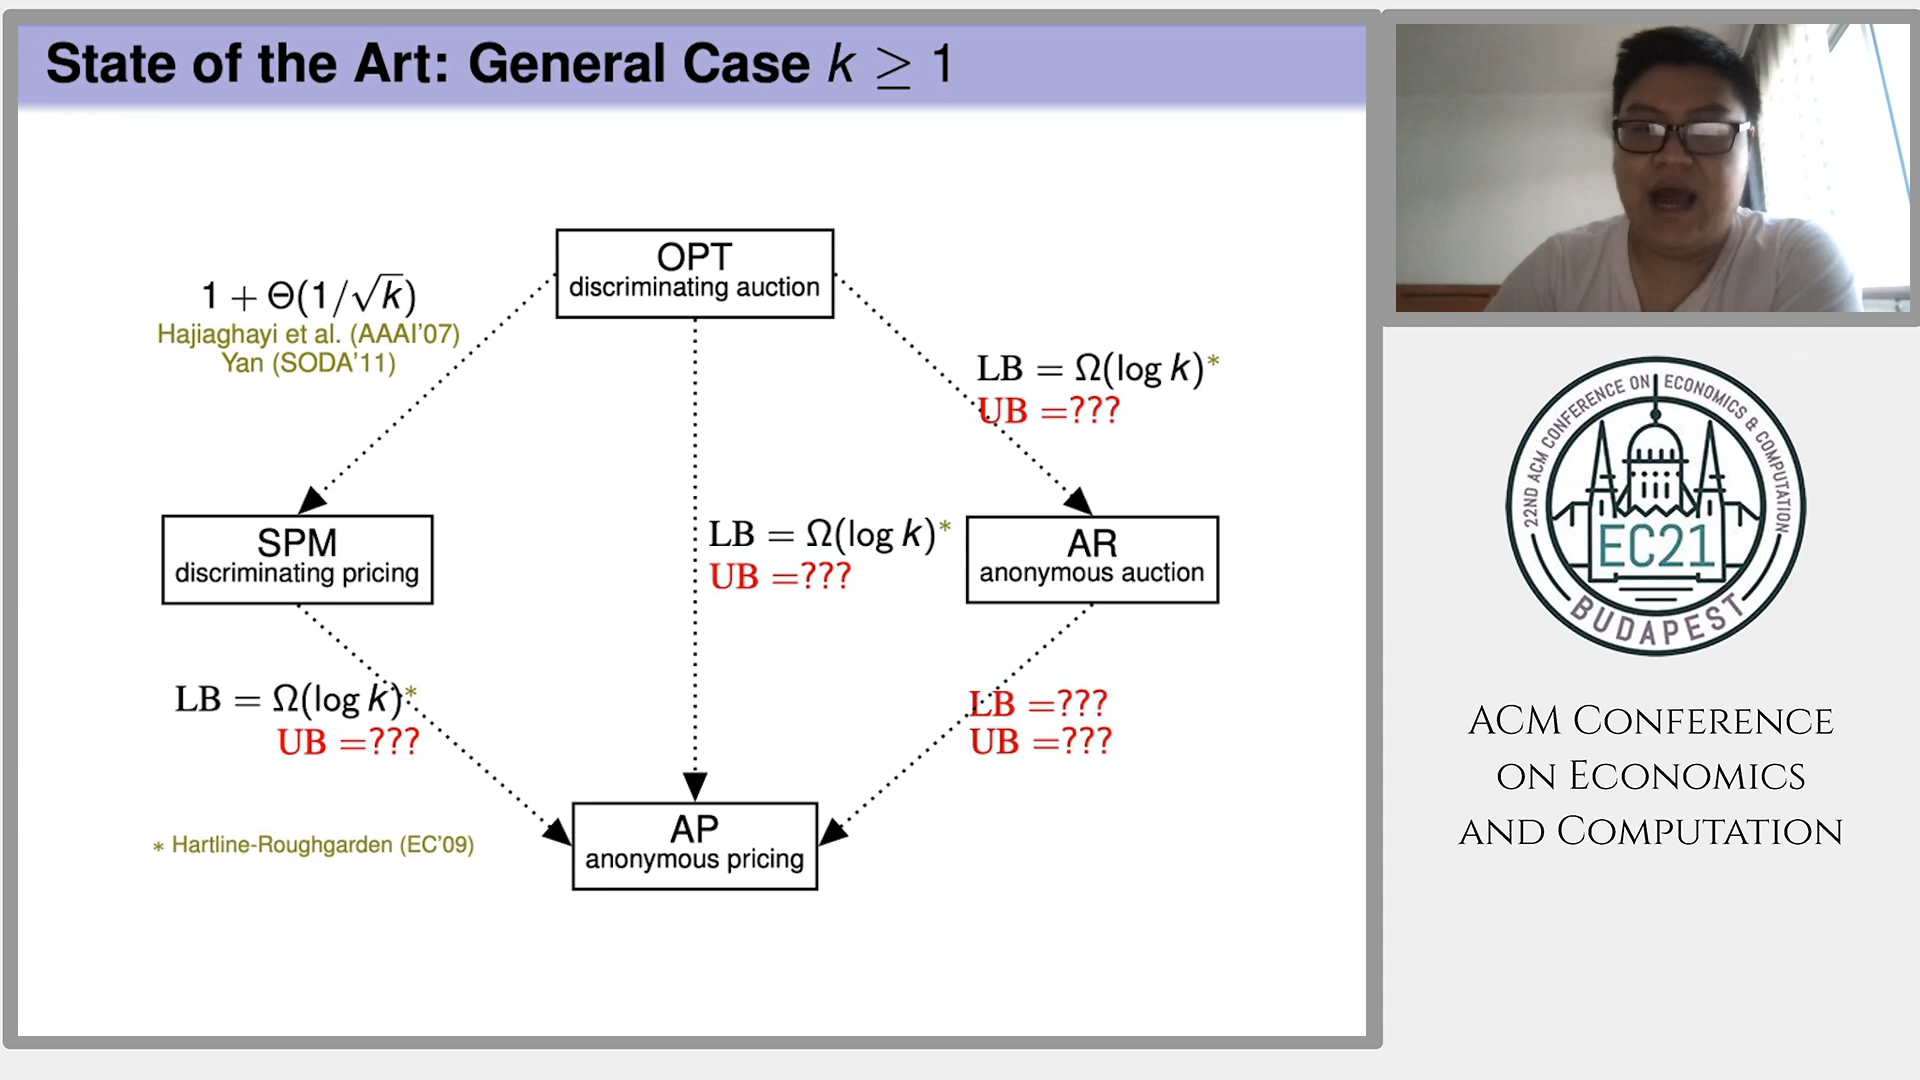 State of the Art: General Case k ≥ 1
OPT
discriminating auction
1 + Θ(1/√k)
Hajiaghayi et al. (AAAI'07)
Yan (SODA'11)
LB = Ω(log k)*
UB =???
SPM
discriminating pricing
LB = Ω(log k)*
UB =???
AR
anonymous auction
LB = Ω(log k)*
UB =???
LB =???
UB =???
AP
anonymous pricing
* Hartline-Roughgarden (EC'09)
22ND ACM CONFERENCE ON ECONOMICS & COMPUTATION
EC21
BUDAPEST
ACM Conference
on Economics
and Computation